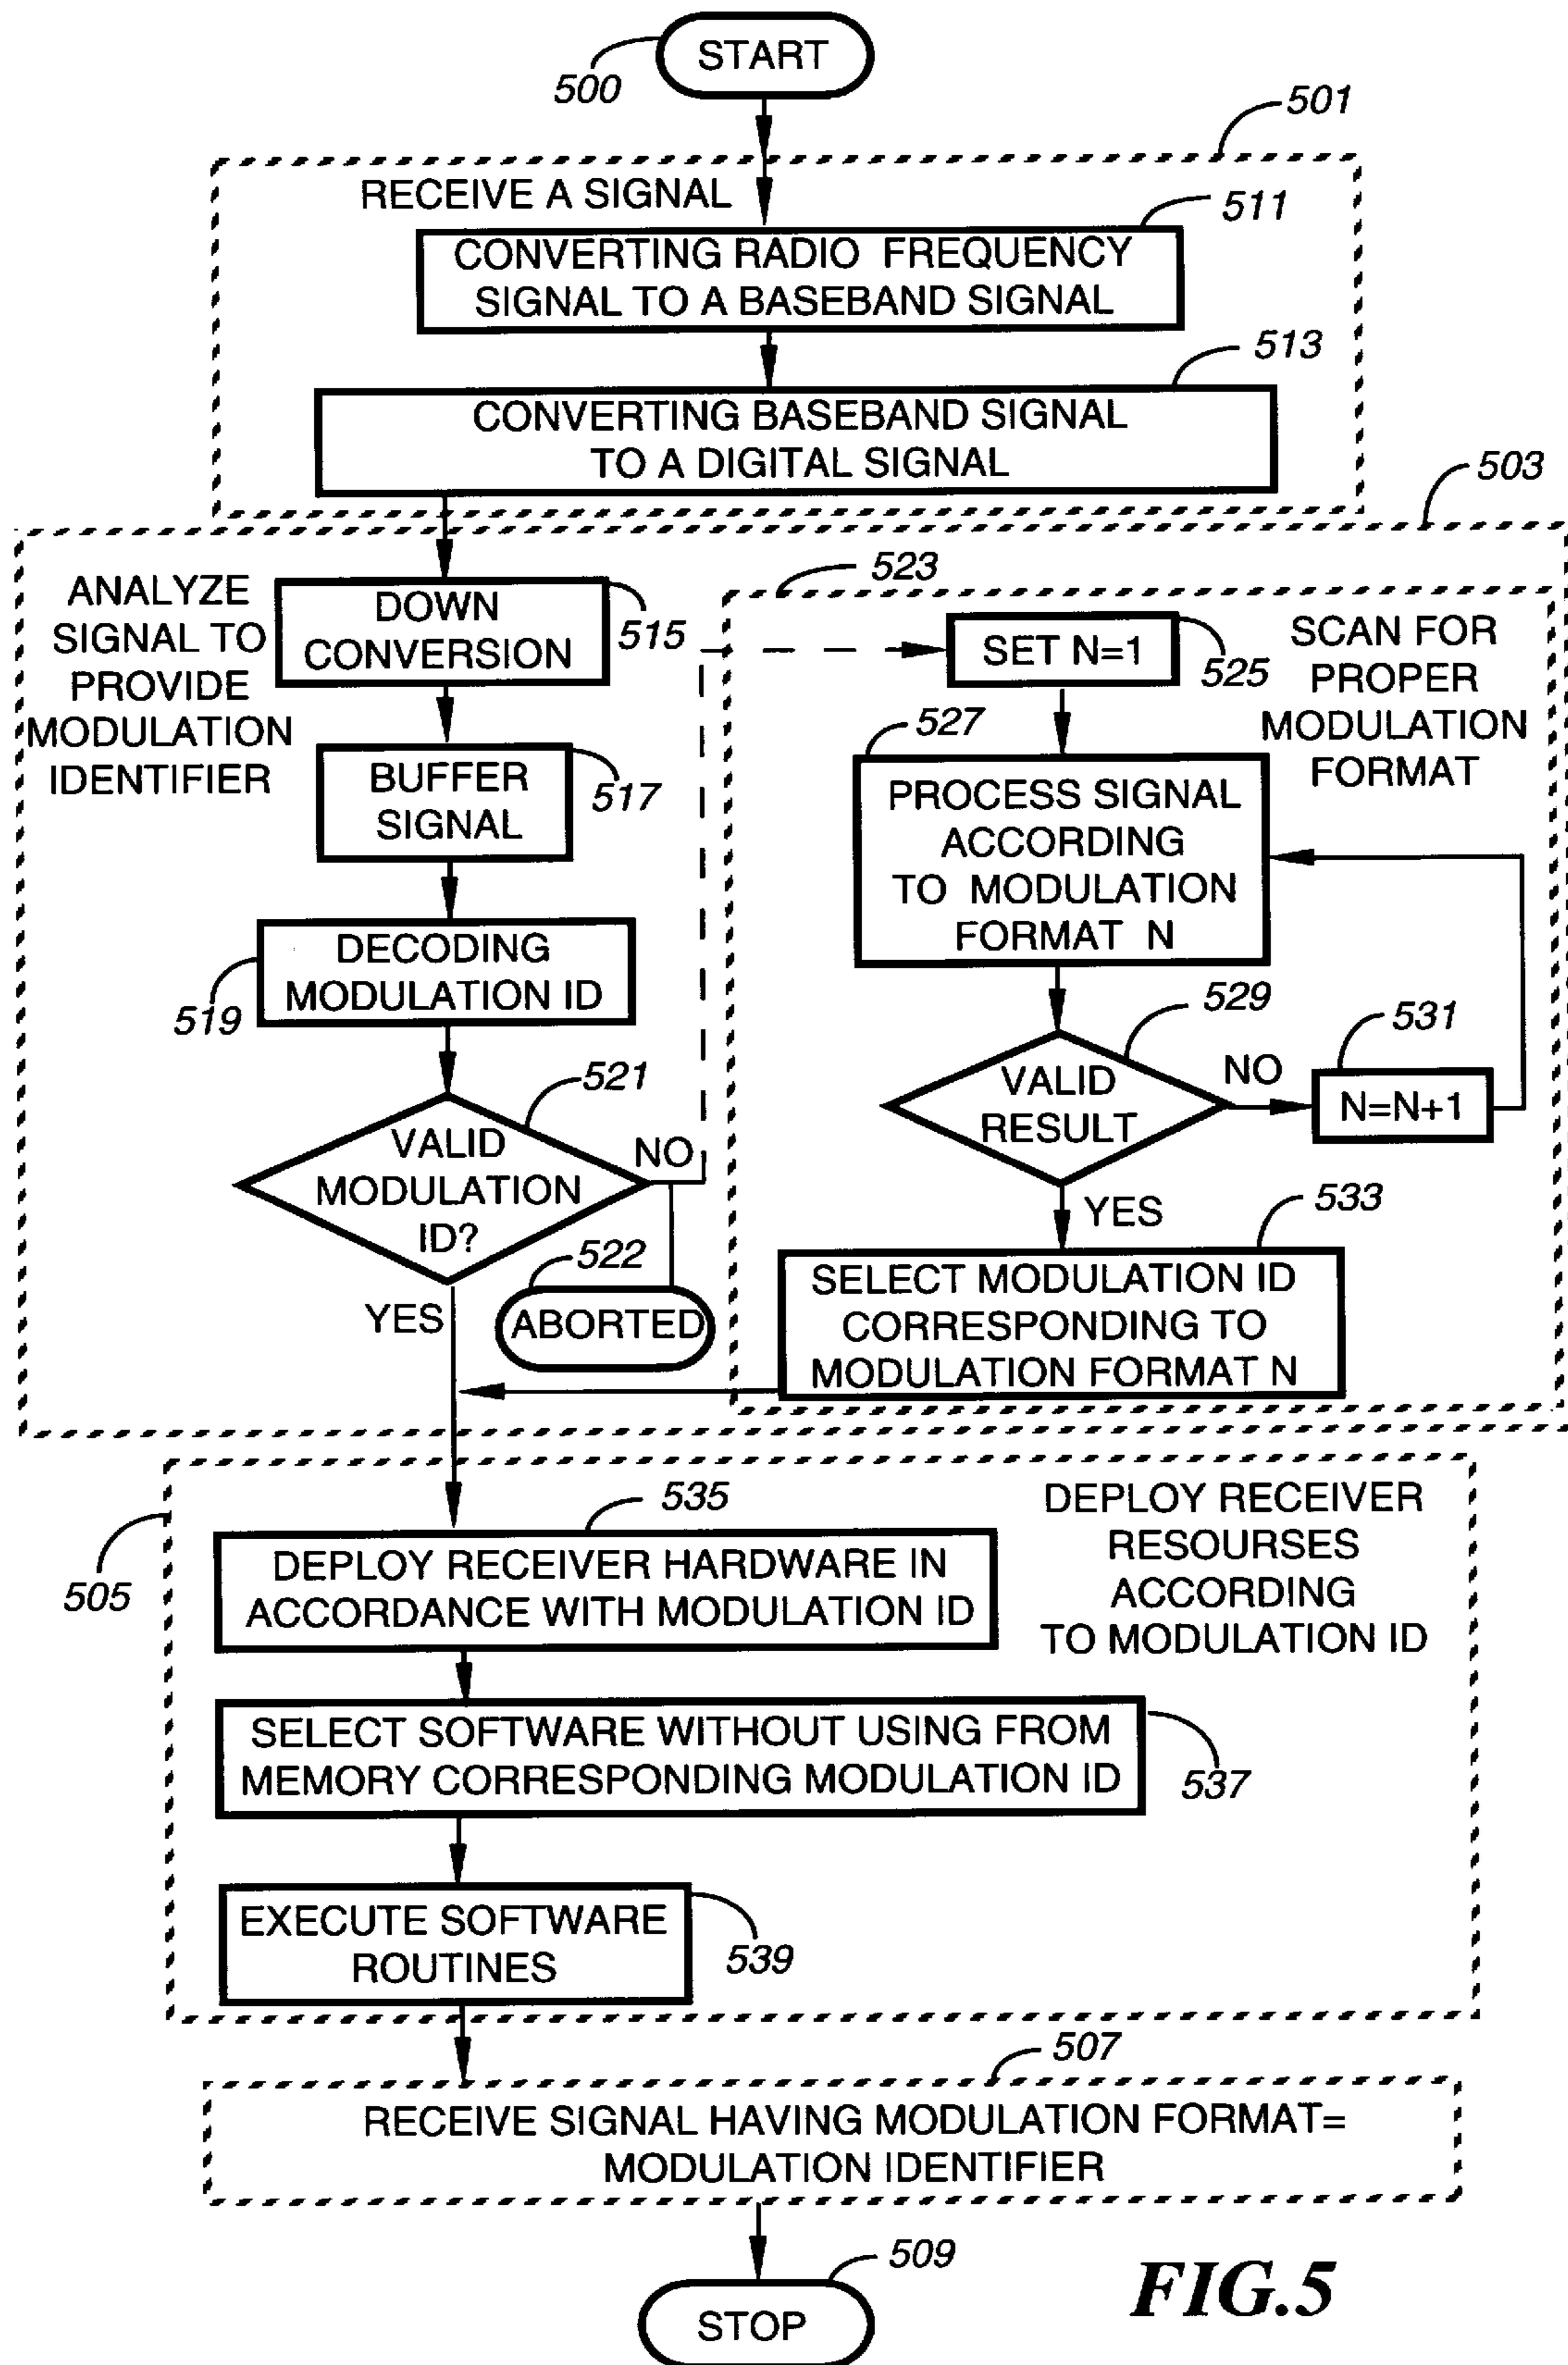 START
500
501
RECEIVE A SIGNAL
511
CONVERTING RADIO FREQUENCY
SIGNAL TO A BASEBAND SIGNAL
513
CONVERTING BASEBAND SIGNAL
TO A DIGITAL SIGNAL
503
ANALYZE
SIGNAL TO
PROVIDE
MODULATION
IDENTIFIER
DOWN
CONVERSION
515
BUFFER
SIGNAL
517
DECODING
MODULATION ID
519
521
VALID
MODULATION
ID?
NO
522
ABORTED
YES
523
SET N=1
525
SCAN FOR
PROPER
MODULATION
FORMAT
527
PROCESS SIGNAL
ACCORDING
TO MODULATION
FORMAT N
529
VALID
RESULT
NO
531
N=N+1
YES
533
SELECT MODULATION ID
CORRESPONDING TO
MODULATION FORMAT N
505
535
DEPLOY RECEIVER HARDWARE IN
ACCORDANCE WITH MODULATION ID
DEPLOY RECEIVER
RESOURSES
ACCORDING
TO MODULATION ID
SELECT SOFTWARE WITHOUT USING FROM
MEMORY CORRESPONDING MODULATION ID
537
EXECUTE SOFTWARE
ROUTINES
539
507
RECEIVE SIGNAL HAVING MODULATION FORMAT=
MODULATION IDENTIFIER
509
STOP
FIG.5